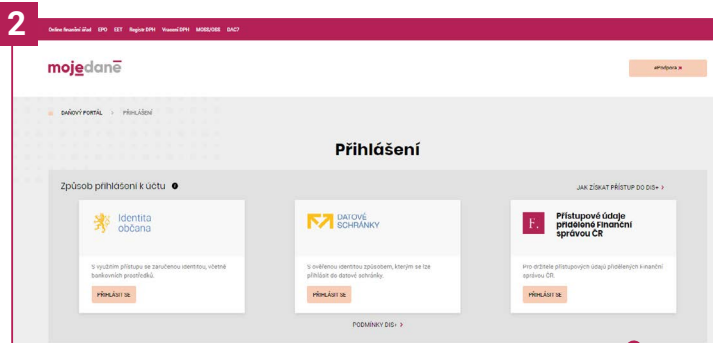 2
Online finanční úřad EPO EET Registr DPH Vracení DPH MOSS/OSS DAC7
mojedaně
ePodpora
DAŇOVÝ PORTÁL > PŘIHLÁŠENÍ
Přihlášení
Způsob přihlášení k účtu
JAK ZÍSKAT PŘÍSTUP DO DIS+ >
Identita
občana
DATOVÉ
SCHRÁNKY
F.
Přístupové údaje
přidělené Finanční
správou ČR
S využitím přístupu se zaručenou identitou, včetně
bankovních prostředků.
S ověřenou identitou způsobem, kterým se lze
přihlásit do datové schránky.
Pro držitele přístupových údajů přidělených Finanční
správou ČR.
PŘIHLÁSIT SE
PŘIHLÁSIT SE
PŘIHLÁSIT SE
PODMÍNKY DIS+ >